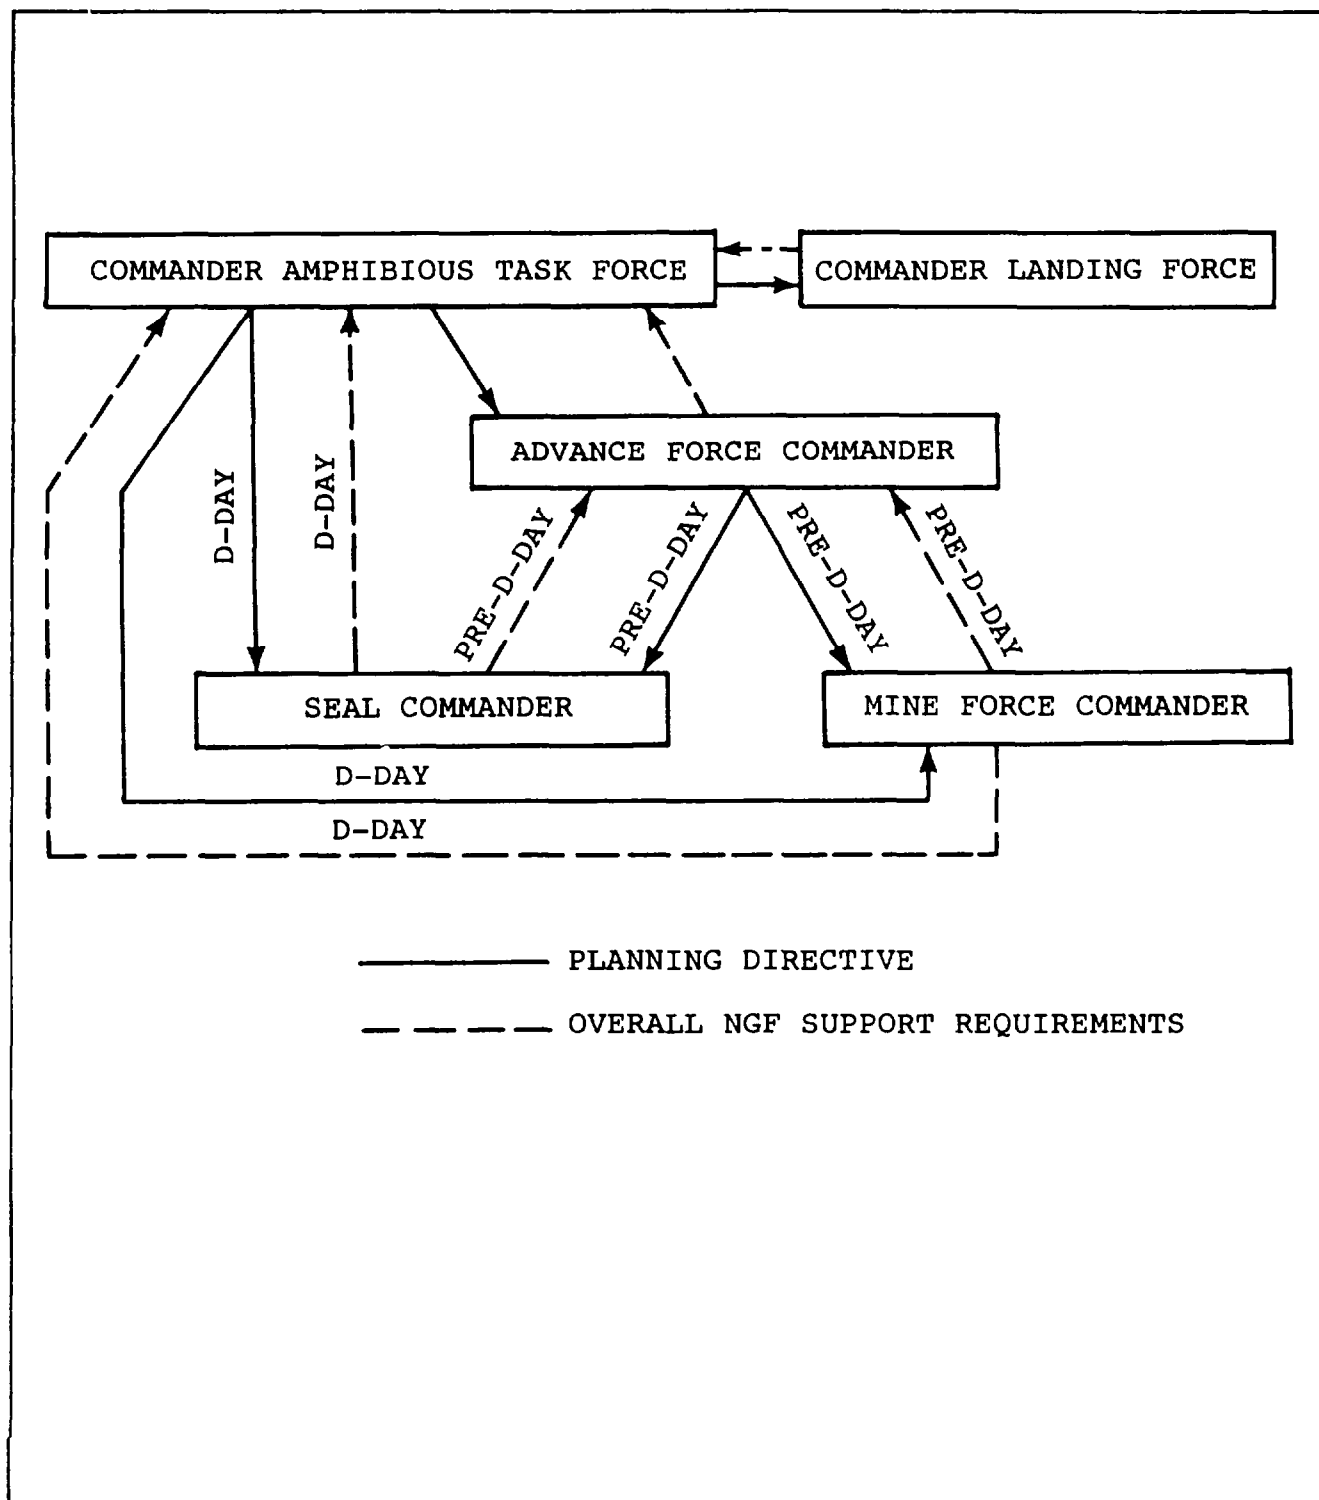 COMMANDER AMPHIBIOUS TASK FORCE
COMMANDER LANDING FORCE
ADVANCE FORCE COMMANDER
D-DAY
D-DAY
PRE-D-DAY
PRE-D-DAY
PRE-D-DAY
PRE-D-DAY
SEAL COMMANDER
MINE FORCE COMMANDER
D-DAY
D-DAY
PLANNING DIRECTIVE
OVERALL NGF SUPPORT REQUIREMENTS